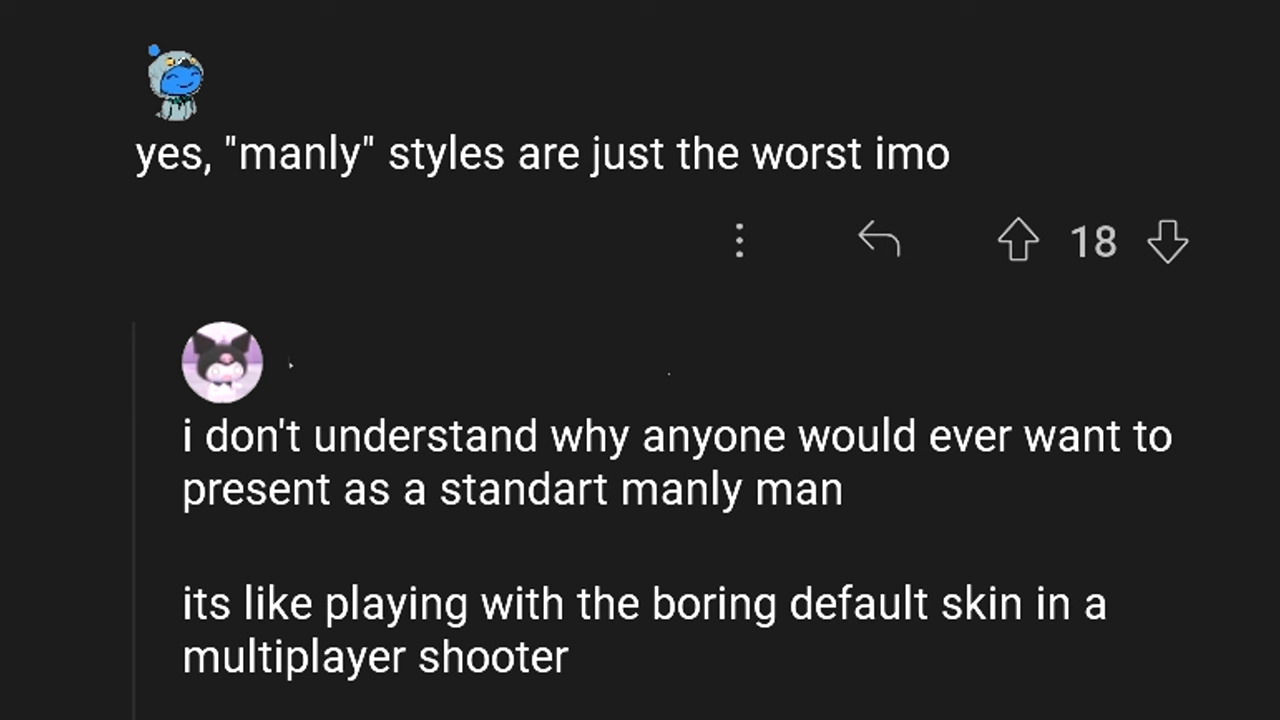 yes, "manly" styles are just the worst imo
18
i don't understand why anyone would ever want to
present as a standart manly man
its like playing with the boring default skin in a
multiplayer shooter